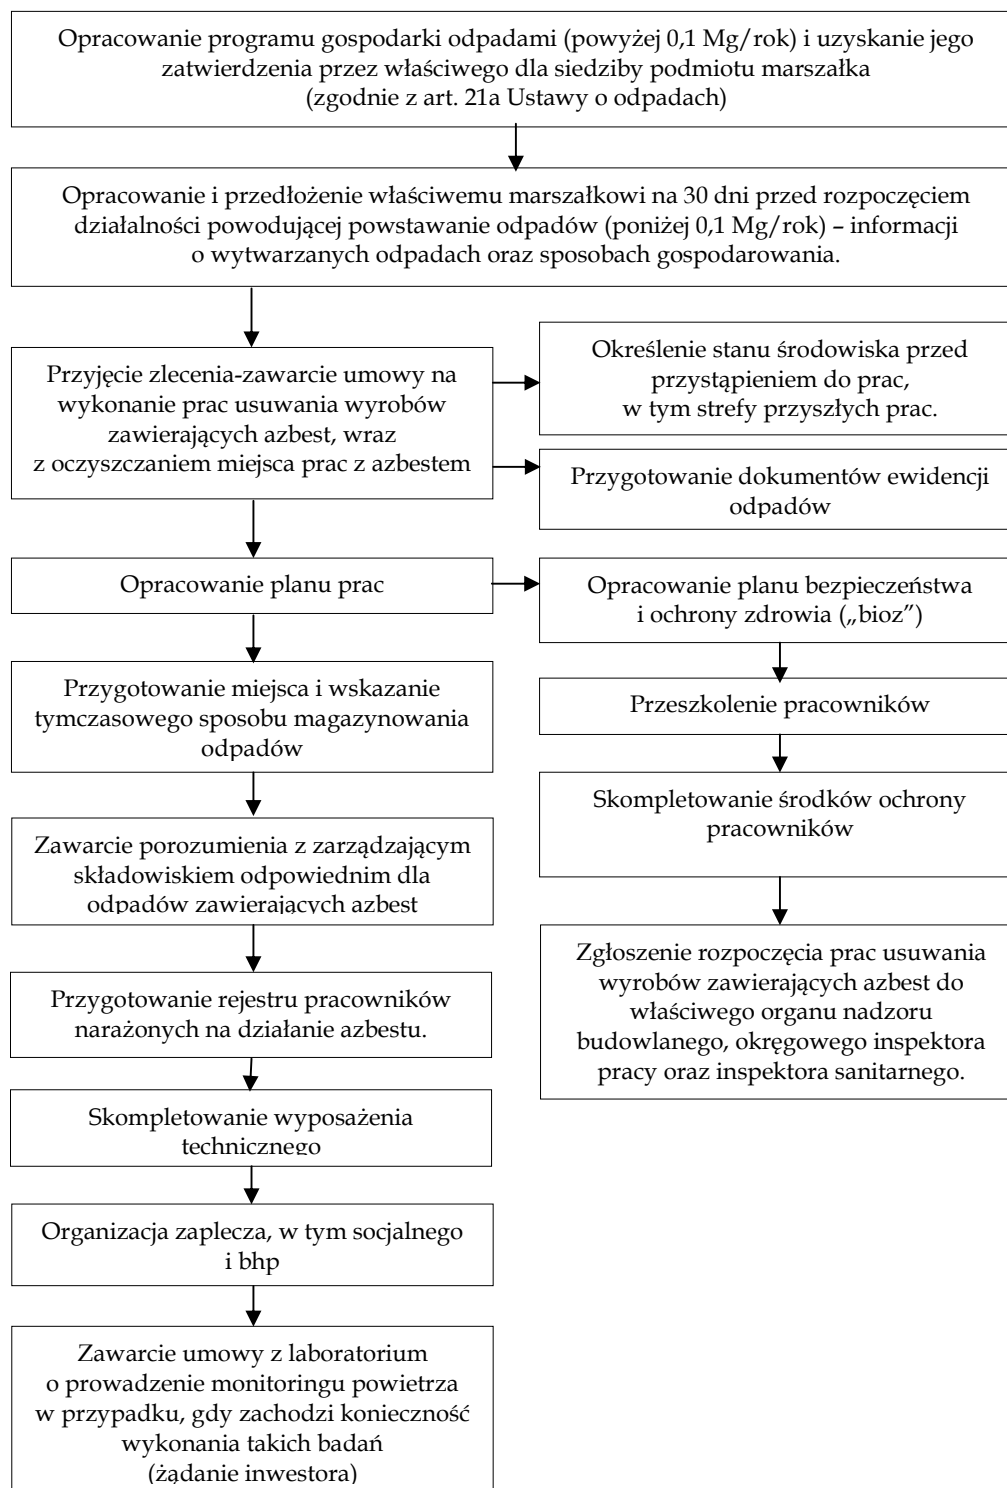 Opracowanie programu gospodarki odpadami (powyżej 0,1 Mg/rok) i uzyskanie jego
zatwierdzenia przez właściwego dla siedziby podmiotu marszałka
(zgodnie z art. 21a Ustawy o odpadach)
Opracowanie i przedłożenie właściwemu marszałkowi na 30 dni przed rozpoczęciem
działalności powodującej powstawanie odpadów (poniżej 0,1 Mg/rok) – informacji
o wytwarzanych odpadach oraz sposobach gospodarowania.
Przyjęcie zlecenia-zawarcie umowy na
wykonanie prac usuwania wyrobów
zawierających azbest, wraz
z oczyszczaniem miejsca prac z azbestem
Określenie stanu środowiska przed
przystąpieniem do prac,
w tym strefy przyszłych prac.
Przygotowanie dokumentów ewidencji
odpadów
Opracowanie planu prac
Opracowanie planu bezpieczeństwa
i ochrony zdrowia („bioz”)
Przygotowanie miejsca i wskazanie
tymczasowego sposobu magazynowania
odpadów
Przeszkolenie pracowników
Skompletowanie środków ochrony
pracowników
Zawarcie porozumienia z zarządzającym
składowiskiem odpowiednim dla
odpadów zawierających azbest
Zgłoszenie rozpoczęcia prac usuwania
wyrobów zawierających azbest do
właściwego organu nadzoru
budowlanego, okręgowego inspektora
pracy oraz inspektora sanitarnego.
Przygotowanie rejestru pracowników
narażonych na działanie azbestu.
Skompletowanie wyposażenia
technicznego
Organizacja zaplecza, w tym socjalnego
i bhp
Zawarcie umowy z laboratorium
o prowadzenie monitoringu powietrza
w przypadku, gdy zachodzi konieczność
wykonania takich badań
(żądanie inwestora)